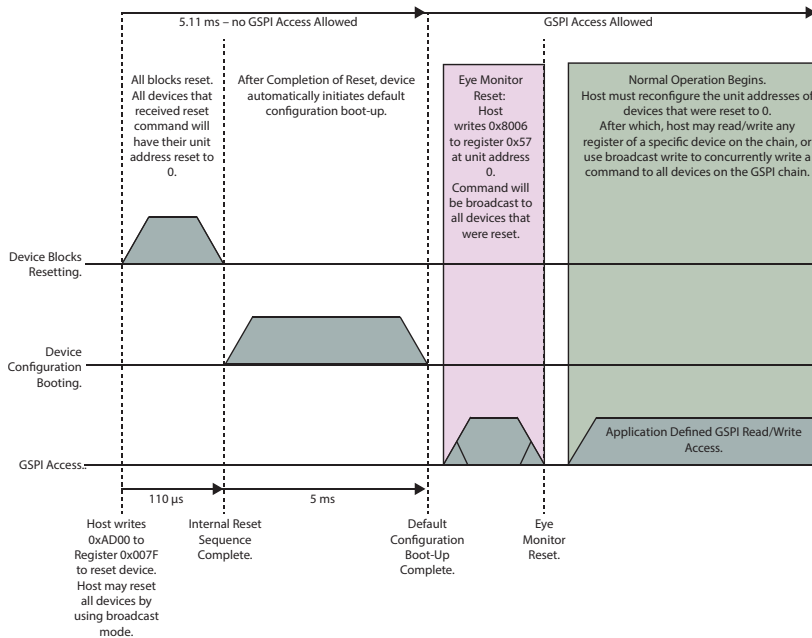 5.11 ms – no GSPI Access Allowed
GSPI Access Allowed
All blocks reset.
All devices that
received reset
command will
have their unit
address reset to
0.
After Completion of Reset, device
automatically initiates default
configuration boot-up.
Eye Monitor
Reset:
Host
writes 0x8006
to register 0x57
at unit address
0.
Command will
be broadcast to
all devices that
were reset.
Normal Operation Begins.
Host must reconfigure the unit addresses of
devices that were reset to 0.
After which, host may read/write any
register of a specific device on the chain, or
use broadcast write to concurrently write a
command to all devices on the GSPI chain.
Device Blocks
Resetting.
Device
Configuration
Booting.
Application Defined GSPI Read/Write
Access.
GSPI Access.
110 µs
5 ms
Host writes
0xAD00 to
Register 0x007F
to reset device.
Host may reset
all devices by
using broadcast
mode.
Internal Reset
Sequence
Complete.
Default
Configuration
Boot-Up
Complete.
Eye
Monitor
Reset.